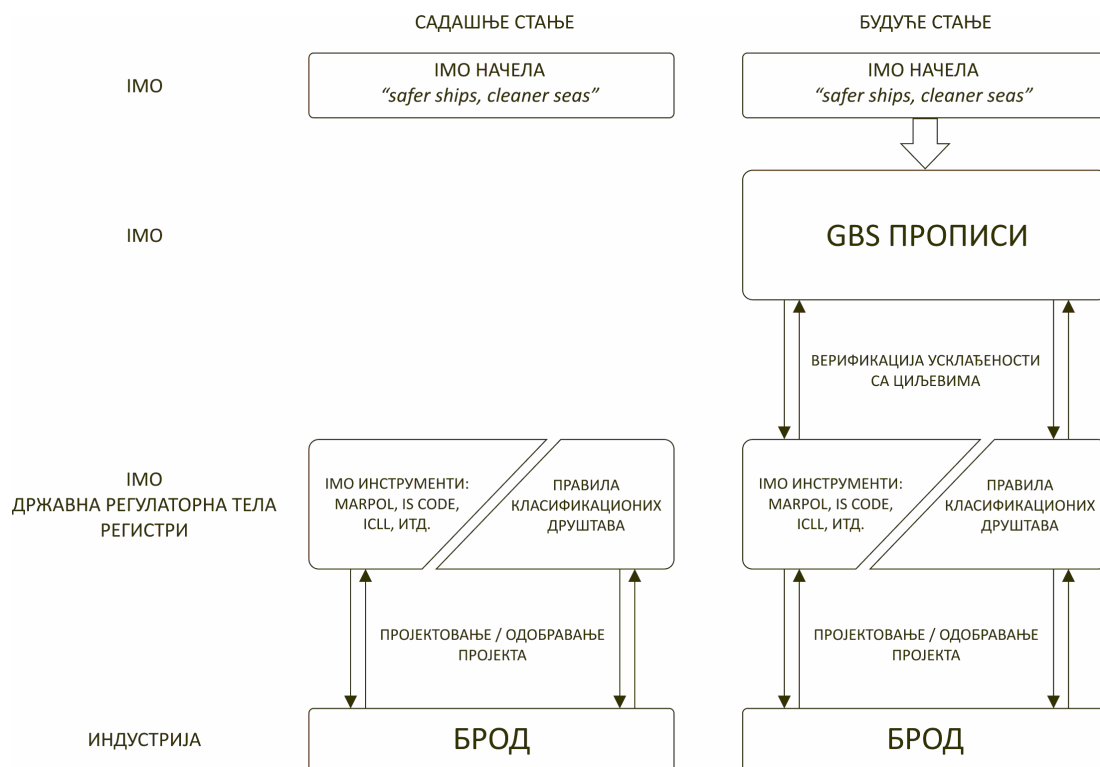 САДАШЊЕ СТАЊЕ
БУДУЋЕ СТАЊЕ
IMO
IMO НАЧЕЛА
“safer ships, cleaner seas”
IMO НАЧЕЛА
“safer ships, cleaner seas”
IMO
GBS ПРОПИСИ
ВЕРИФИКАЦИЈА УСКЛАЂЕНОСТИ
СА ЦИЉЕВИМА
IMO
ДРЖАВНА РЕГУЛАТОРНА ТЕЛА
РЕГИСТРИ
IMO ИНСТРУМЕНТИ:
MARPOL, IS CODE,
ICLL, ИТД.
ПРАВИЛА
КЛАСИФИКАЦИОНИХ
ДРУШТАВА
IMO ИНСТРУМЕНТИ:
MARPOL, IS CODE,
ICLL, ИТД.
ПРАВИЛА
КЛАСИФИКАЦИОНИХ
ДРУШТАВА
ПРОЈЕКТОВАЊЕ / ОДОБРАВАЊЕ
ПРОЈЕКТА
ПРОЈЕКТОВАЊЕ / ОДОБРАВАЊЕ
ПРОЈЕКТА
ИНДУСТРИЈА
БРОД
БРОД